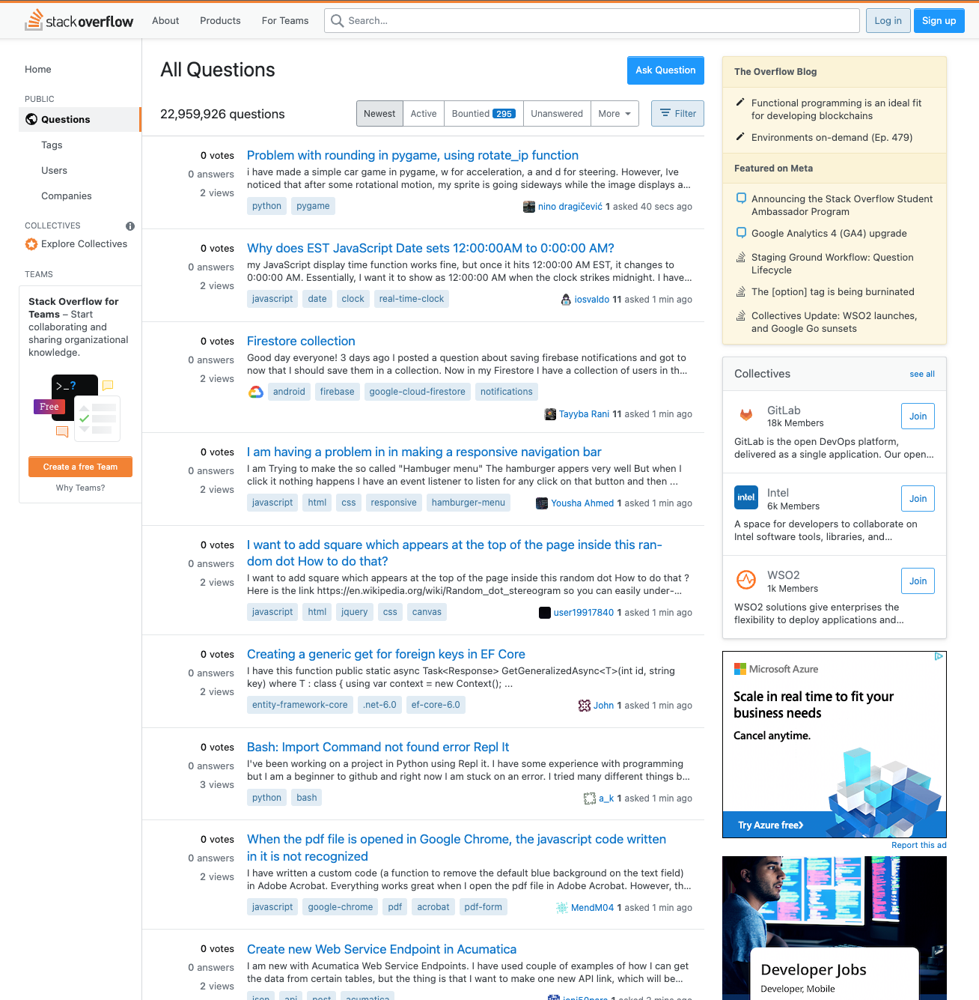 stack overflow
About
Products
For Teams
Search...
Log in
Sign up
Home
PUBLIC
Questions
Tags
Users
Companies
COLLECTIVES
Explore Collectives
TEAMS
Stack Overflow for
Teams – Start
collaborating and
sharing organizational
knowledge.
>_?
Free
Create a free Team
Why Teams?
All Questions
Ask Question
22,959,926 questions
Newest
Active
Bountied 295
Unanswered
More
Filter
0 votes
0 answers
2 views
Problem with rounding in pygame, using rotate_ip function
i have made a simple car game in pygame, w for acceleration, a and d for steering. However, Ive
noticed that after some rotational motion, my sprite is going sideways while the image displays a...
python pygame
nino dragičević 1 asked 40 secs ago
0 votes
0 answers
2 views
Why does EST JavaScript Date sets 12:00:00AM to 0:00:00 AM?
my JavaScript display time function works fine, but once it hits 12:00:00 AM EST, it changes to
0:00:00 AM. Essentially, I want it to show as 12:00:00 AM when the clock strikes midnight. I have...
javascript date clock real-time-clock
iosvaldo 11 asked 1 min ago
0 votes
0 answers
2 views
Firestore collection
Good day everyone! 3 days ago I posted a question about saving firebase notifications and got to
now that I should save them in a collection. Now in my Firestore I have a collection of users in th...
android firebase google-cloud-firestore notifications
Tayyba Rani 11 asked 1 min ago
0 votes
0 answers
2 views
I am having a problem in in making a responsive navigation bar
I am Trying to make the so called "Hambuger menu" The hamburger appers very well But when I
click it nothing happens I have an event listener to listen for any click on that button and then ...
javascript html css responsive hamburger-menu
Yousha Ahmed 1 asked 1 min ago
0 votes
0 answers
2 views
I want to add square which appears at the top of the page inside this ran-
dom dot How to do that?
I want to add square which appears at the top of the page inside this random dot How to do that ?
Here is the link https://en.wikipedia.org/wiki/Random_dot_stereogram so you can easily under-...
javascript html jquery css canvas
user19917840 1 asked 1 min ago
0 votes
0 answers
2 views
Creating a generic get for foreign keys in EF Core
I have this function public static async Task<Response> GetGeneralizedAsync<T>(int id, string
key) where T : class { using var context = new Context(); ...
entity-framework-core .net-6.0 ef-core-6.0
John 1 asked 1 min ago
0 votes
0 answers
3 views
Bash: Import Command not found error Repl It
I've been working on a project in Python using Repl it. I have some experience with programming
but I am a beginner to github and right now I am stuck on an error. I tried many different things b...
python bash
a_k 1 asked 1 min ago
0 votes
0 answers
2 views
When the pdf file is opened in Google Chrome, the javascript code written
in it is not recognized
I have written a custom code (a function to remove the default blue background on the text field)
in Adobe Acrobat. Everything works great when I open the pdf file in Adobe Acrobat. However, th...
javascript google-chrome pdf acrobat pdf-form
MendM04 1 asked 1 min ago
0 votes
0 answers
2 views
Create new Web Service Endpoint in Acumatica
I am new with Acumatica Web Service Endpoints. I have used couple of examples of how I can get
the data from certain tables, but the thing is that I want to make one new API link, which will be...
json api rest acumatica
1 asked 2 mins ago
The Overflow Blog
Functional programming is an ideal fit
for developing blockchains
Environments on-demand (Ep. 479)
Featured on Meta
Announcing the Stack Overflow Student
Ambassador Program
Google Analytics 4 (GA4) upgrade
Staging Ground Workflow: Question
Lifecycle
The [option] tag is being burninated
Collectives Update: WSO2 launches,
and Google Go sunsets
Collectives
see all
GitLab
18k Members
Join
GitLab is the open DevOps platform,
delivered as a single application. Our open...
intel
Intel
6k Members
Join
A space for developers to collaborate on
Intel software tools, libraries, and...
WSO2
1k Members
Join
WSO2 solutions give enterprises the
flexibility to deploy applications and...
Microsoft Azure
Scale in real time to fit your
business needs
Cancel anytime.
Try Azure free>
Report this ad
Developer Jobs
Developer, Mobile